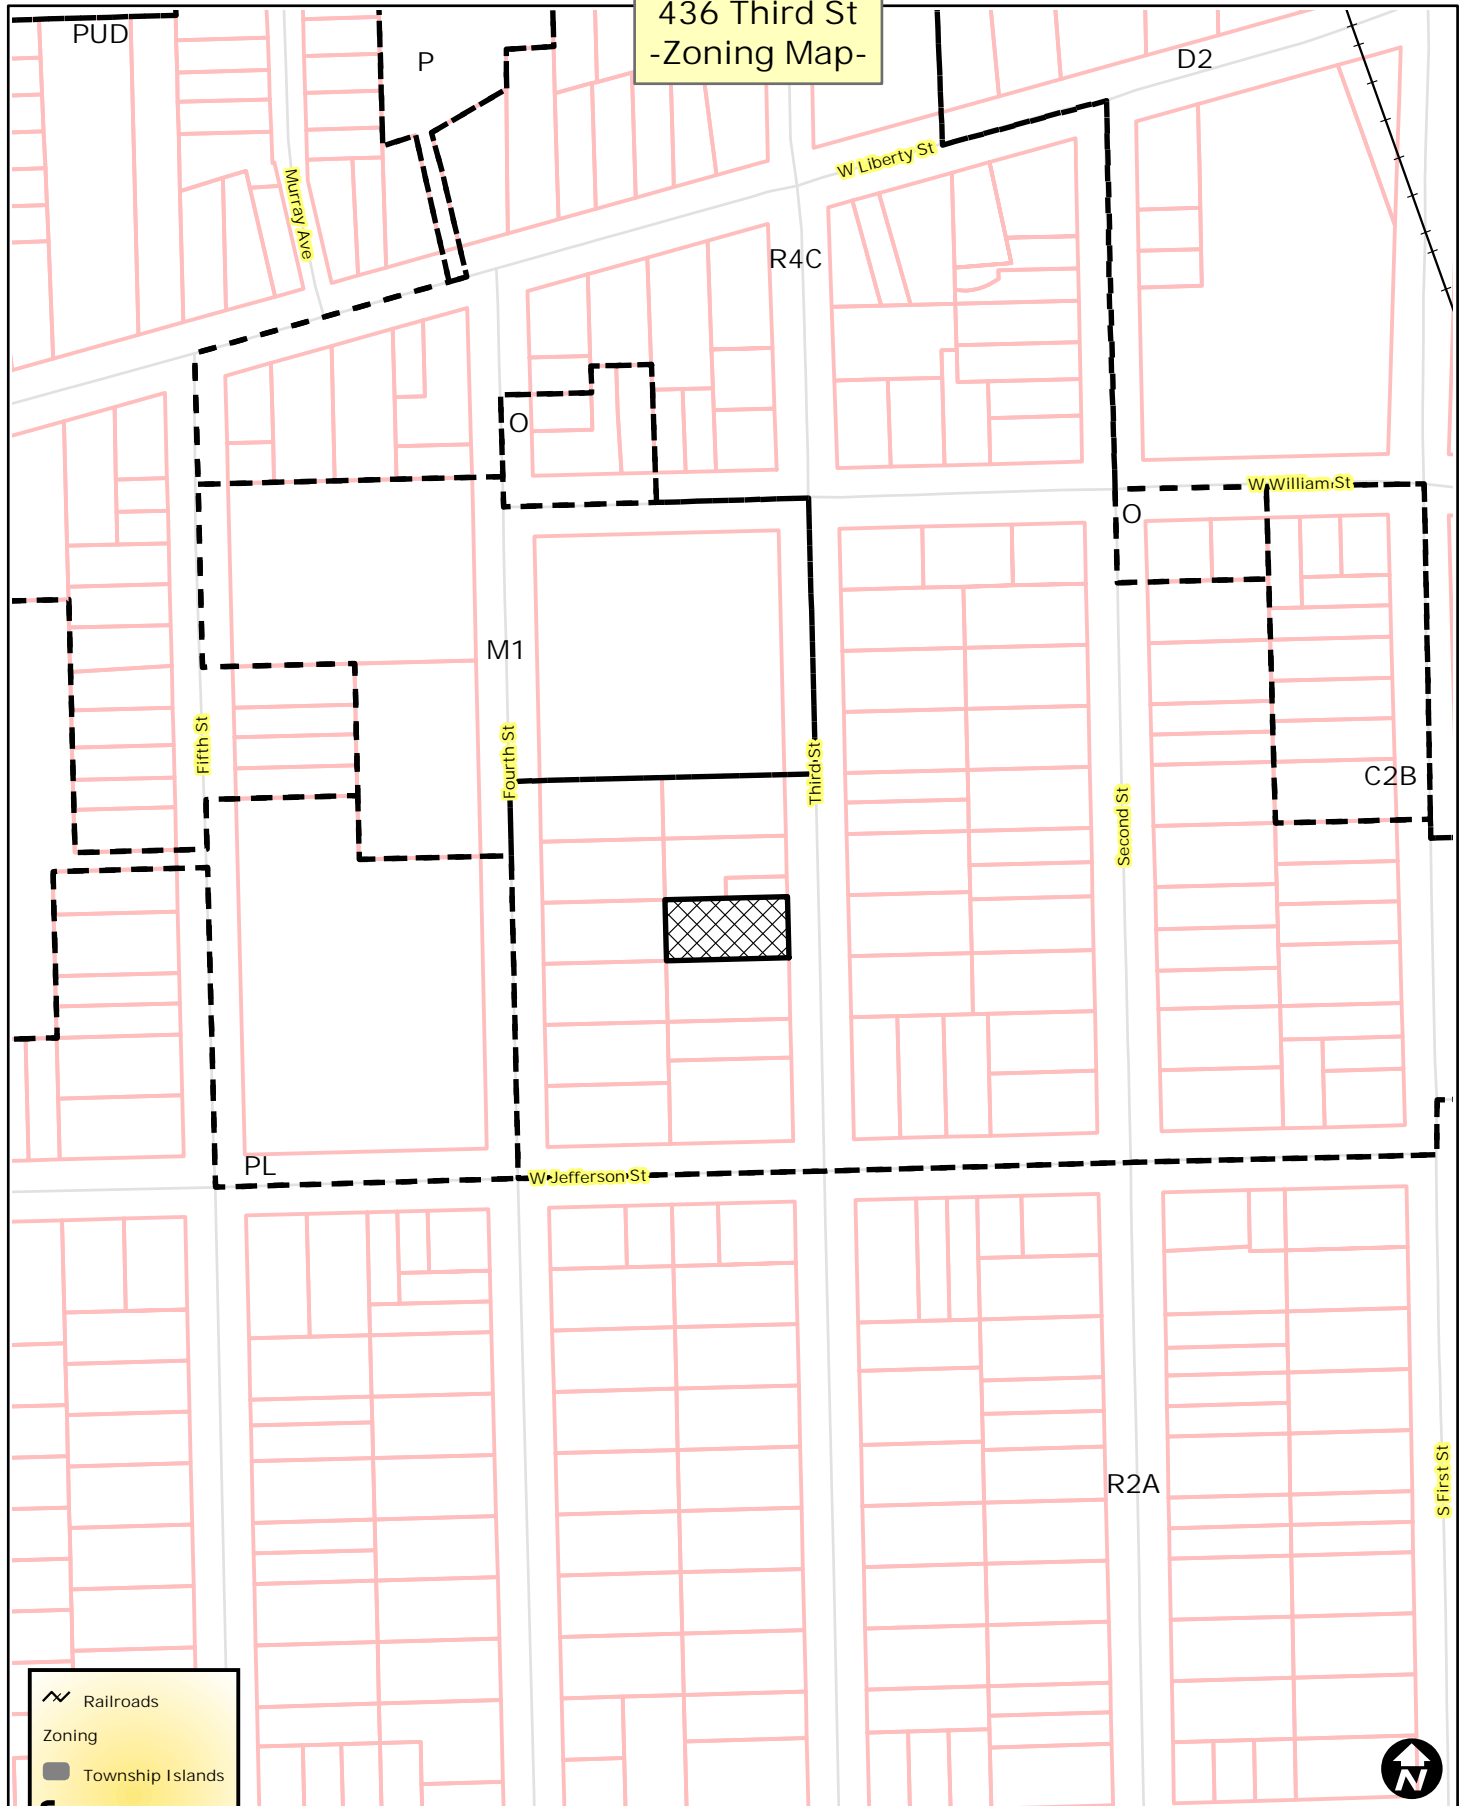 436 Third St
-Zoning Map-
PUD
P
D2
W Liberty St
Murray Ave
R4C
O
W William St
O
M1
Fifth St
Fourth St
Third St
Second St
C2B
PL
W Jefferson St
R2A
S First St
Railroads
Zoning
Township Islands
N